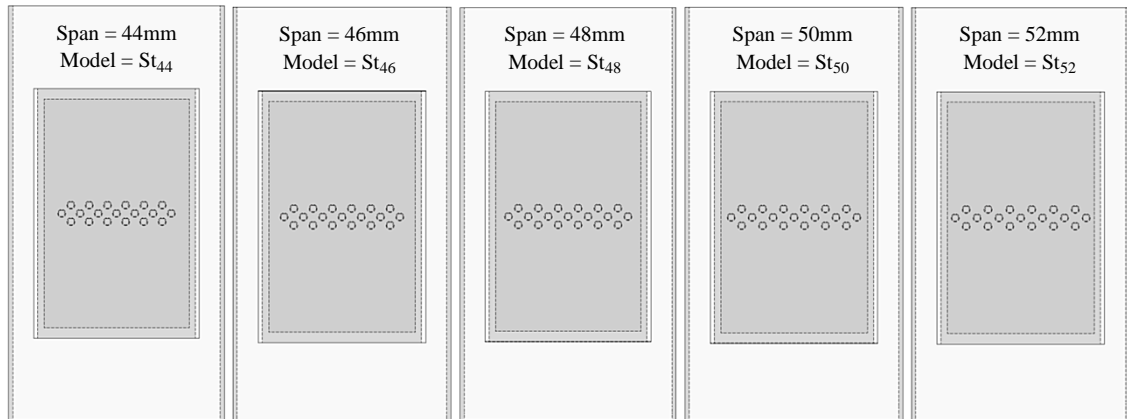 Span = 44mm
Model = St44
Span = 46mm
Model = St46
Span = 48mm
Model = St48
Span = 50mm
Model = St50
Span = 52mm
Model = St52